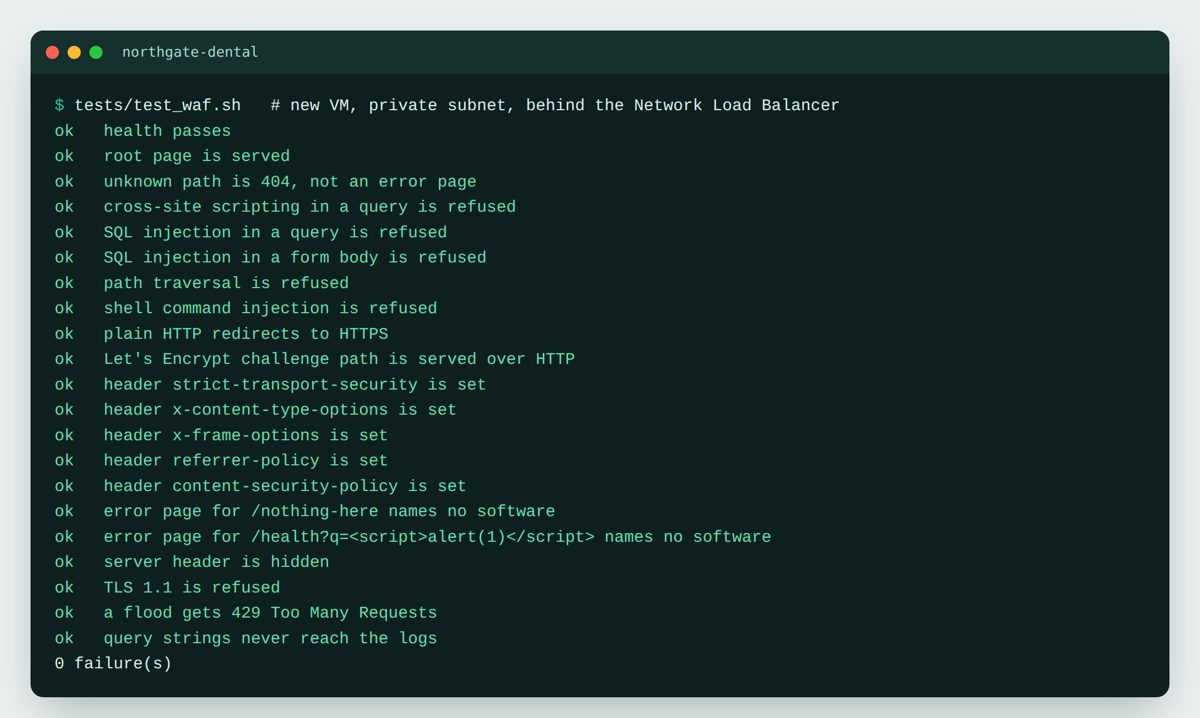 northgate-dental
$ tests/test_waf.sh   # new VM, private subnet, behind the Network Load Balancer
ok   health passes
ok   root page is served
ok   unknown path is 404, not an error page
ok   cross-site scripting in a query is refused
ok   SQL injection in a query is refused
ok   SQL injection in a form body is refused
ok   path traversal is refused
ok   shell command injection is refused
ok   plain HTTP redirects to HTTPS
ok   Let's Encrypt challenge path is served over HTTP
ok   header strict-transport-security is set
ok   header x-content-type-options is set
ok   header x-frame-options is set
ok   header referrer-policy is set
ok   header content-security-policy is set
ok   error page for /nothing-here names no software
ok   error page for /health?q=<script>alert(1)</script> names no software
ok   server header is hidden
ok   TLS 1.1 is refused
ok   a flood gets 429 Too Many Requests
ok   query strings never reach the logs
0 failure(s)